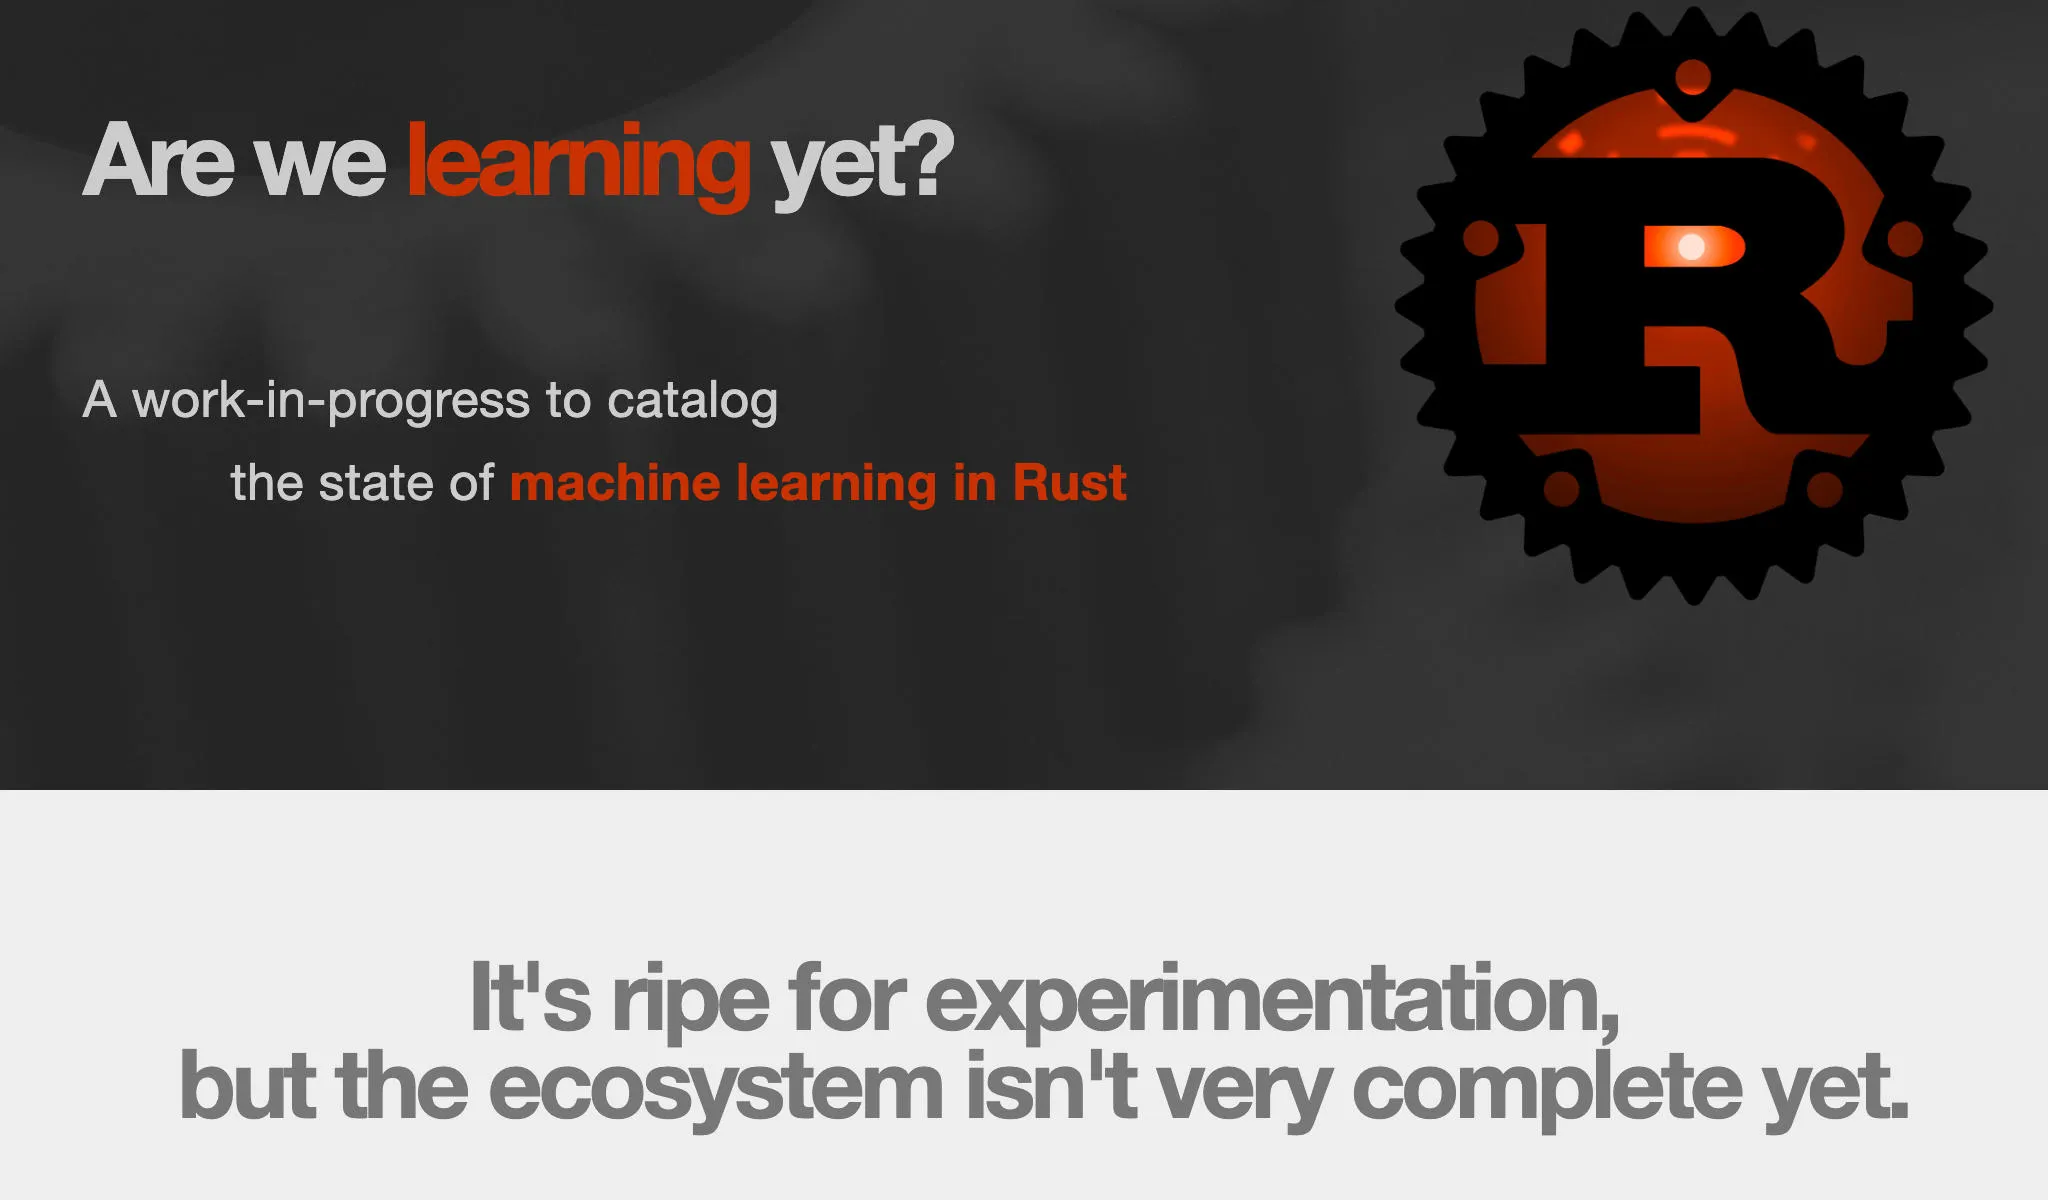 Are we learning yet?
A work-in-progress to catalog
the state of machine learning in Rust
R
It's ripe for experimentation,
but the ecosystem isn't very complete yet.